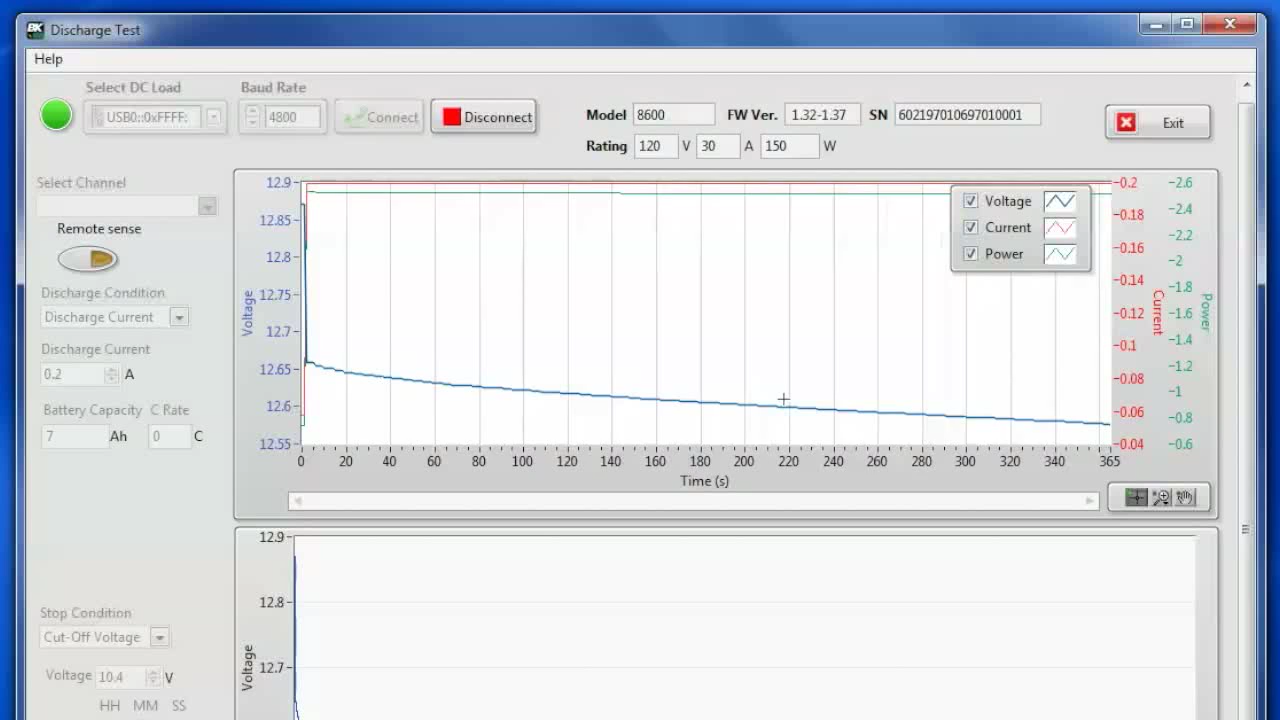 BK Discharge Test
Help
Select DC Load Baud Rate
USB0::0xFFFF: 4800 Connect Disconnect
Model 8600 FW Ver. 1.32-1.37 SN 602197010697010001
Rating 120 V 30 A 150 W
Exit
Select Channel
Remote sense
Discharge Condition
Discharge Current
Discharge Current
0.2 A
Battery Capacity C Rate
7 Ah 0 C
Stop Condition
Cut-Off Voltage
Voltage 10.4 V
HH MM SS
Voltage
12.9
12.85
12.8
12.75
12.7
12.65
12.6
12.55
0 20 40 60 80 100 120 140 160 180 200 220 240 260 280 300 320 340 365
Time (s)
Voltage
Current
Power
0.2
0.18
0.16
0.14
0.12
0.1
0.08
0.06
0.04
Current
2.6
2.4
2.2
2
1.8
1.6
1.4
1.2
1
0.8
0.6
Power
12.9
12.8
12.7
Voltage